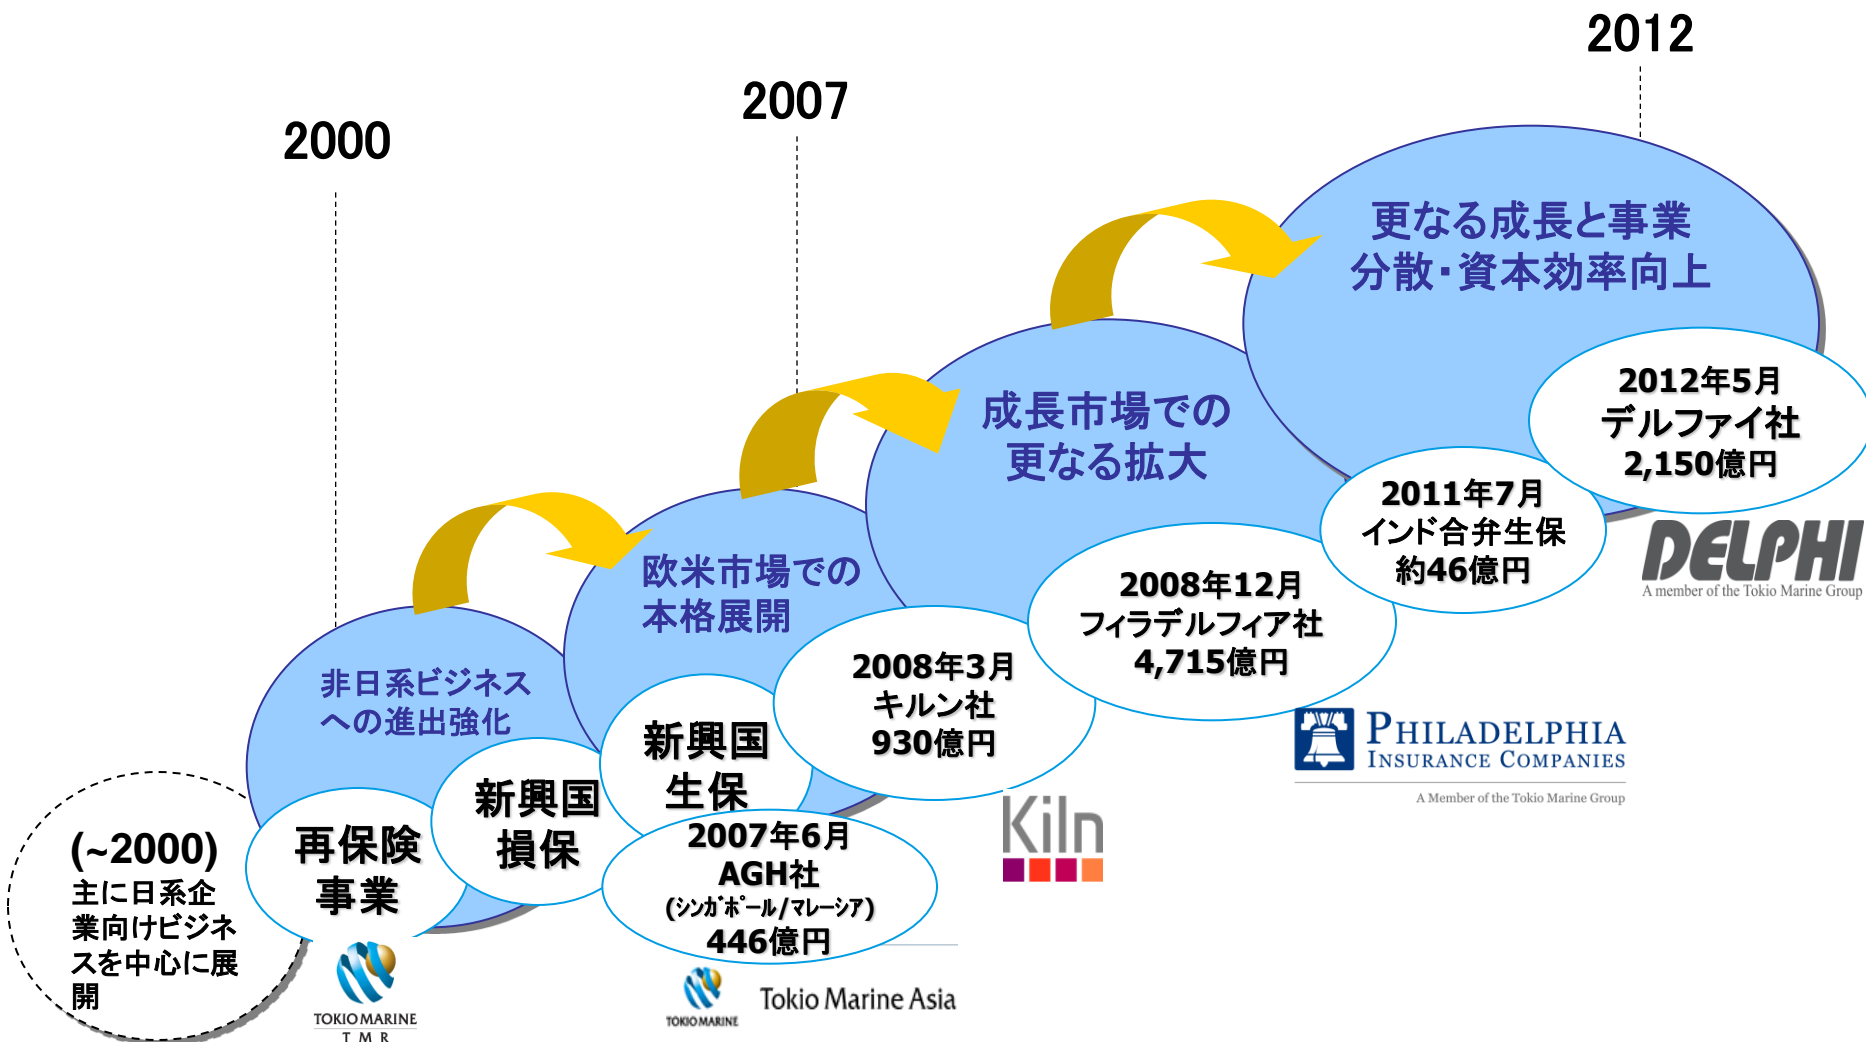 2000
2007
2012
(~2000)
主に日系企
業向けビジネ
スを中心に展
開
非日系ビジネス
への進出強化
再保険
事業
TOKIO MARINE
T M R
新興国
損保
欧米市場での
本格展開
新興国
生保
2007年6月
AGH社
(ｼﾝｶﾞﾎﾟｰﾙ/ﾏﾚｰｼｱ)
446億円
TOKIO MARINE
Tokio Marine Asia
2008年3月
キルン社
930億円
Kiln
成長市場での
更なる拡大
2008年12月
フィラデルフィア社
4,715億円
PHILADELPHIA
INSURANCE COMPANIES
A Member of the Tokio Marine Group
更なる成長と事業
分散・資本効率向上
2011年7月
インド合弁生保
約46億円
2012年5月
デルファイ社
2,150億円
DELPHI
A member of the Tokio Marine Group